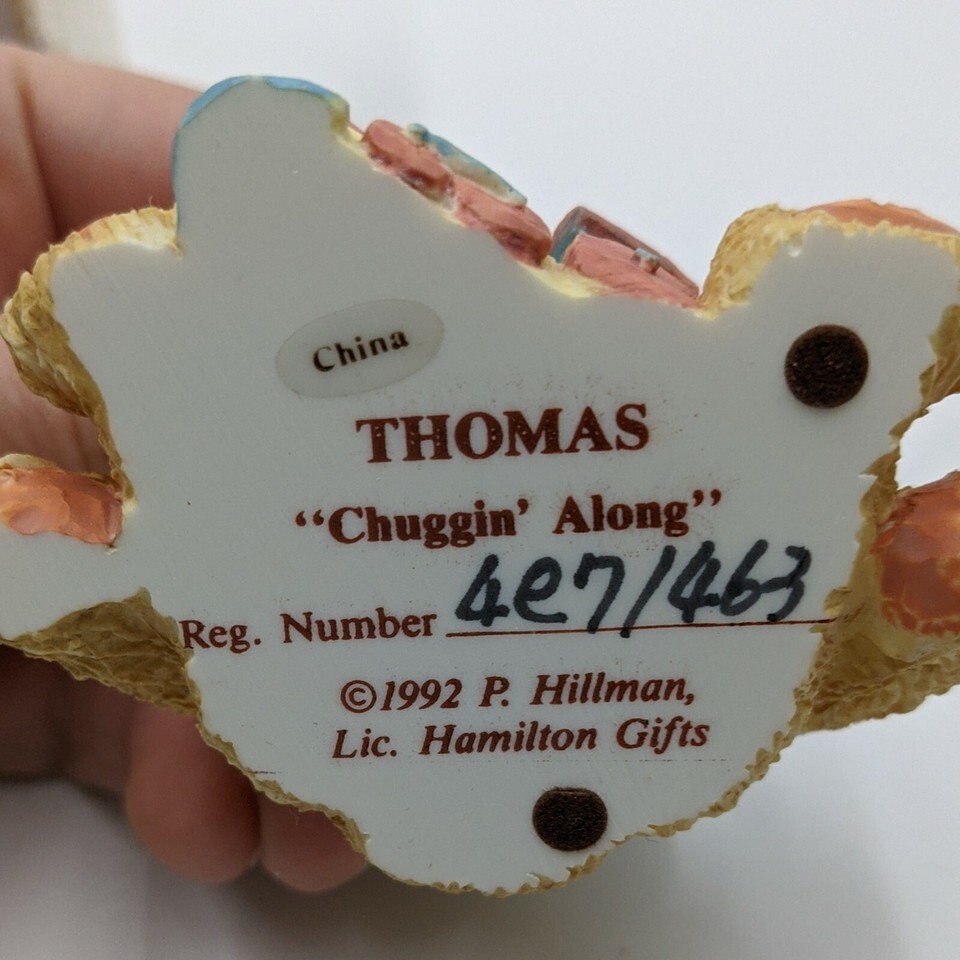 China
THOMAS
“Chuggin’ Along”
Reg. Number 4e7/463
©1992 P. Hillman,
Lic. Hamilton Gifts